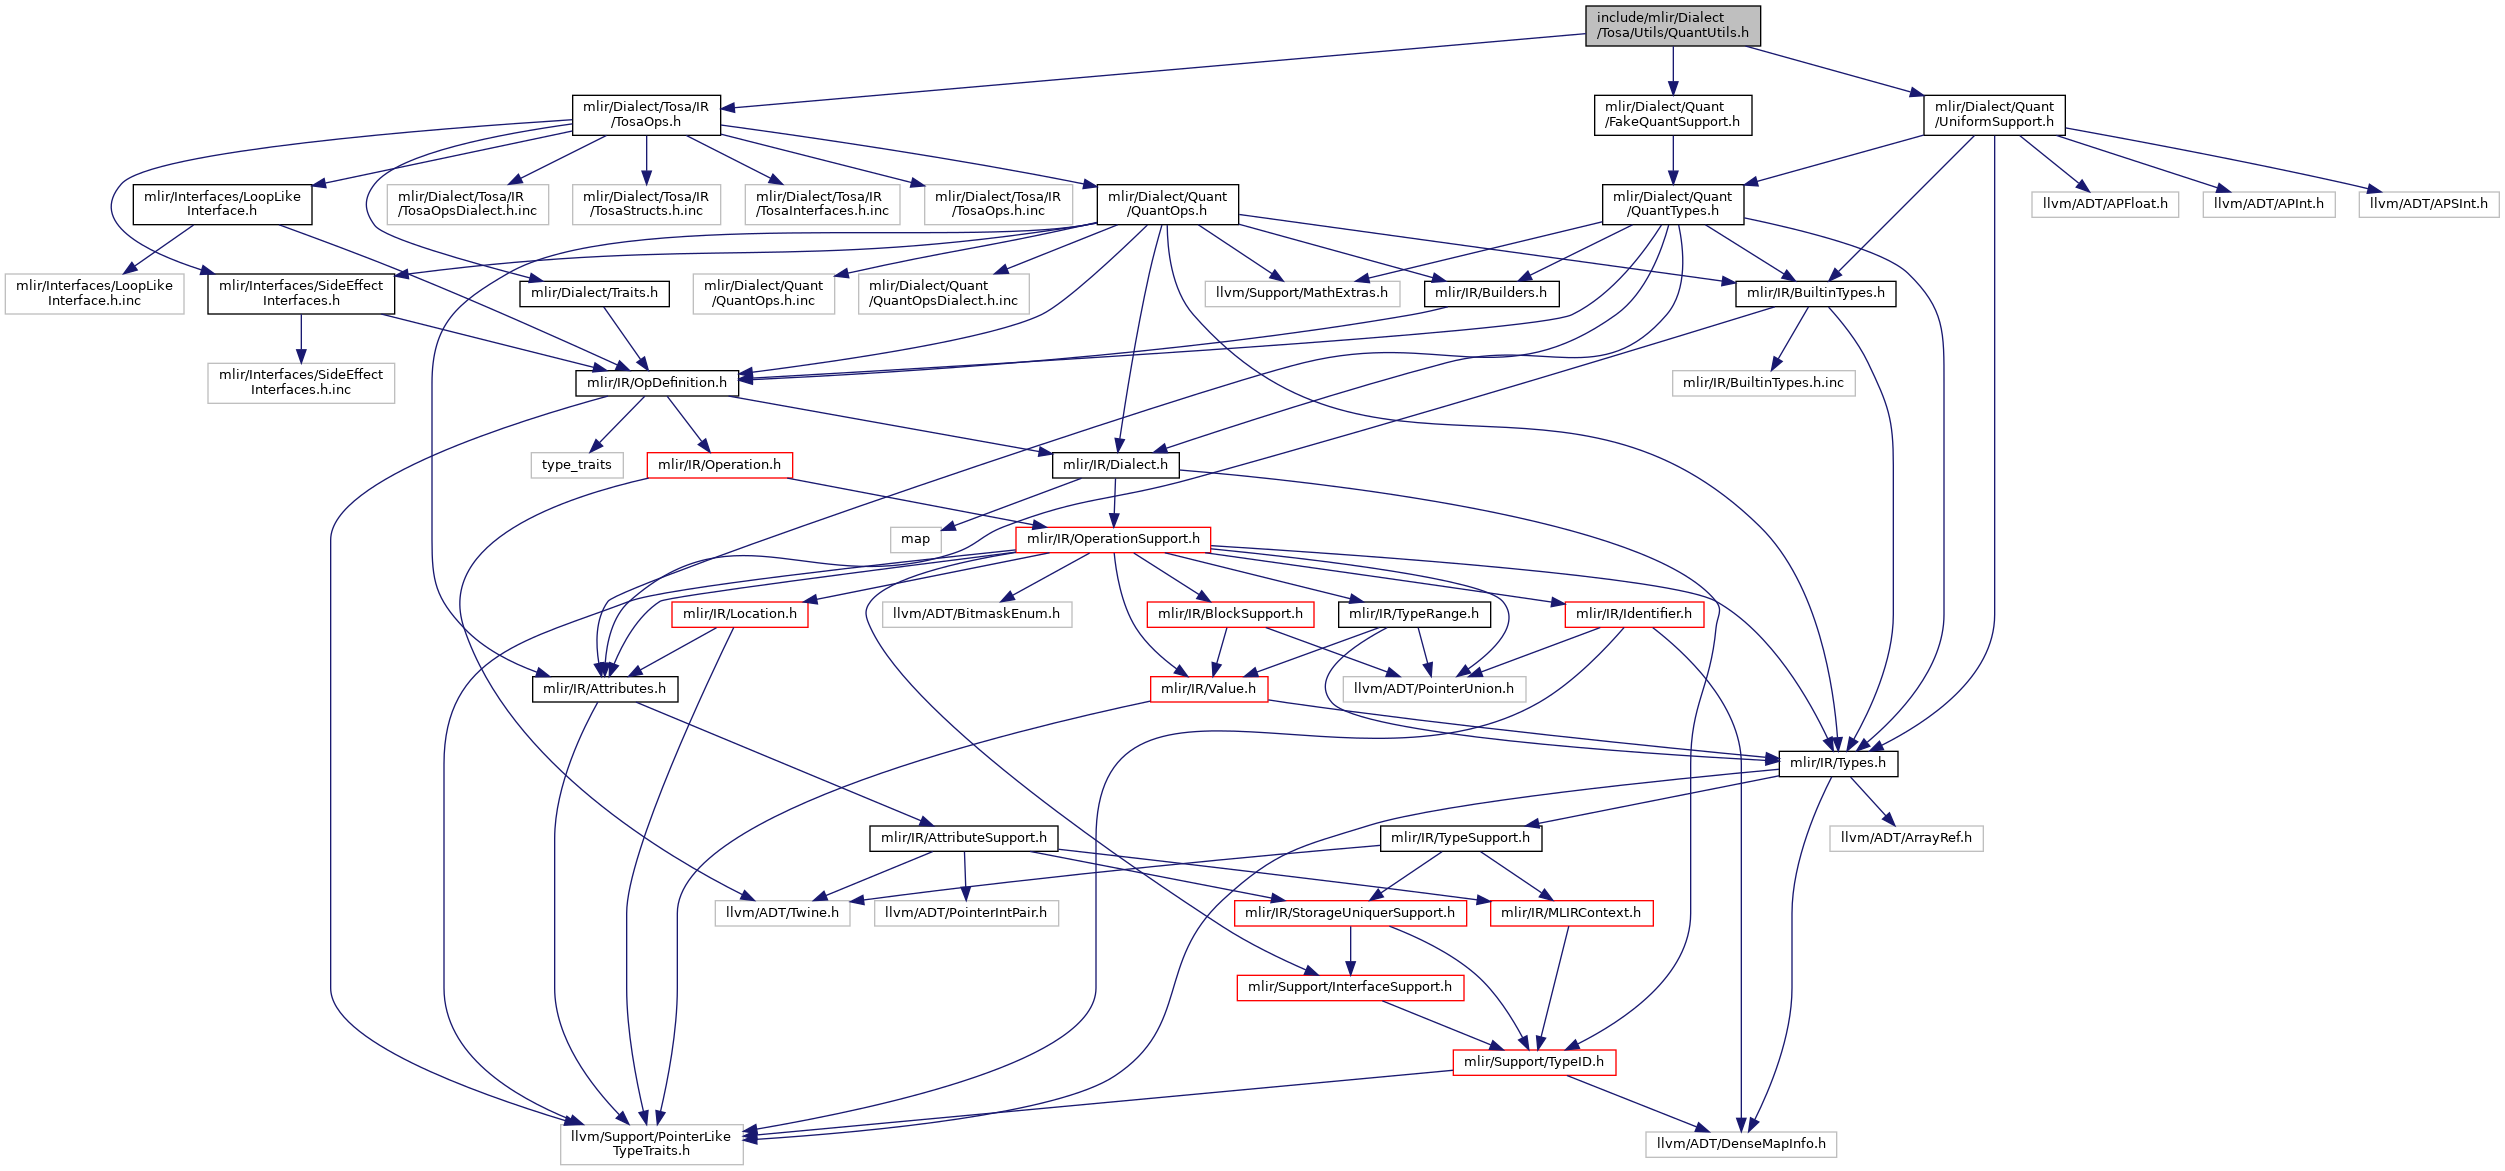 include/mlir/Dialect
/Tosa/Utils/QuantUtils.h
mlir/Dialect/Tosa/IR
/TosaOps.h
mlir/Dialect/Quant
/FakeQuantSupport.h
mlir/Dialect/Quant
/UniformSupport.h
mlir/Interfaces/LoopLike
Interface.h
mlir/Dialect/Tosa/IR
/TosaOpsDialect.h.inc
mlir/Dialect/Tosa/IR
/TosaStructs.h.inc
mlir/Dialect/Tosa/IR
/TosaInterfaces.h.inc
mlir/Dialect/Tosa/IR
/TosaOps.h.inc
mlir/Dialect/Quant
/QuantOps.h
mlir/Dialect/Quant
/QuantTypes.h
llvm/ADT/APFloat.h
llvm/ADT/APInt.h
llvm/ADT/APSInt.h
mlir/Interfaces/LoopLike
Interface.h.inc
mlir/Interfaces/SideEffect
Interfaces.h
mlir/Dialect/Traits.h
mlir/Dialect/Quant
/QuantOps.h.inc
mlir/Dialect/Quant
/QuantOpsDialect.h.inc
llvm/Support/MathExtras.h
mlir/IR/Builders.h
mlir/IR/BuiltinTypes.h
mlir/Interfaces/SideEffect
Interfaces.h.inc
mlir/IR/OpDefinition.h
mlir/IR/BuiltinTypes.h.inc
type_traits
mlir/IR/Operation.h
mlir/IR/Dialect.h
map
mlir/IR/OperationSupport.h
mlir/IR/Location.h
llvm/ADT/BitmaskEnum.h
mlir/IR/BlockSupport.h
mlir/IR/TypeRange.h
mlir/IR/Identifier.h
mlir/IR/Attributes.h
mlir/IR/Value.h
llvm/ADT/PointerUnion.h
mlir/IR/Types.h
mlir/IR/AttributeSupport.h
mlir/IR/TypeSupport.h
llvm/ADT/ArrayRef.h
llvm/ADT/Twine.h
llvm/ADT/PointerIntPair.h
mlir/IR/StorageUniquerSupport.h
mlir/IR/MLIRContext.h
mlir/Support/InterfaceSupport.h
mlir/Support/TypeID.h
llvm/Support/PointerLike
TypeTraits.h
llvm/ADT/DenseMapInfo.h